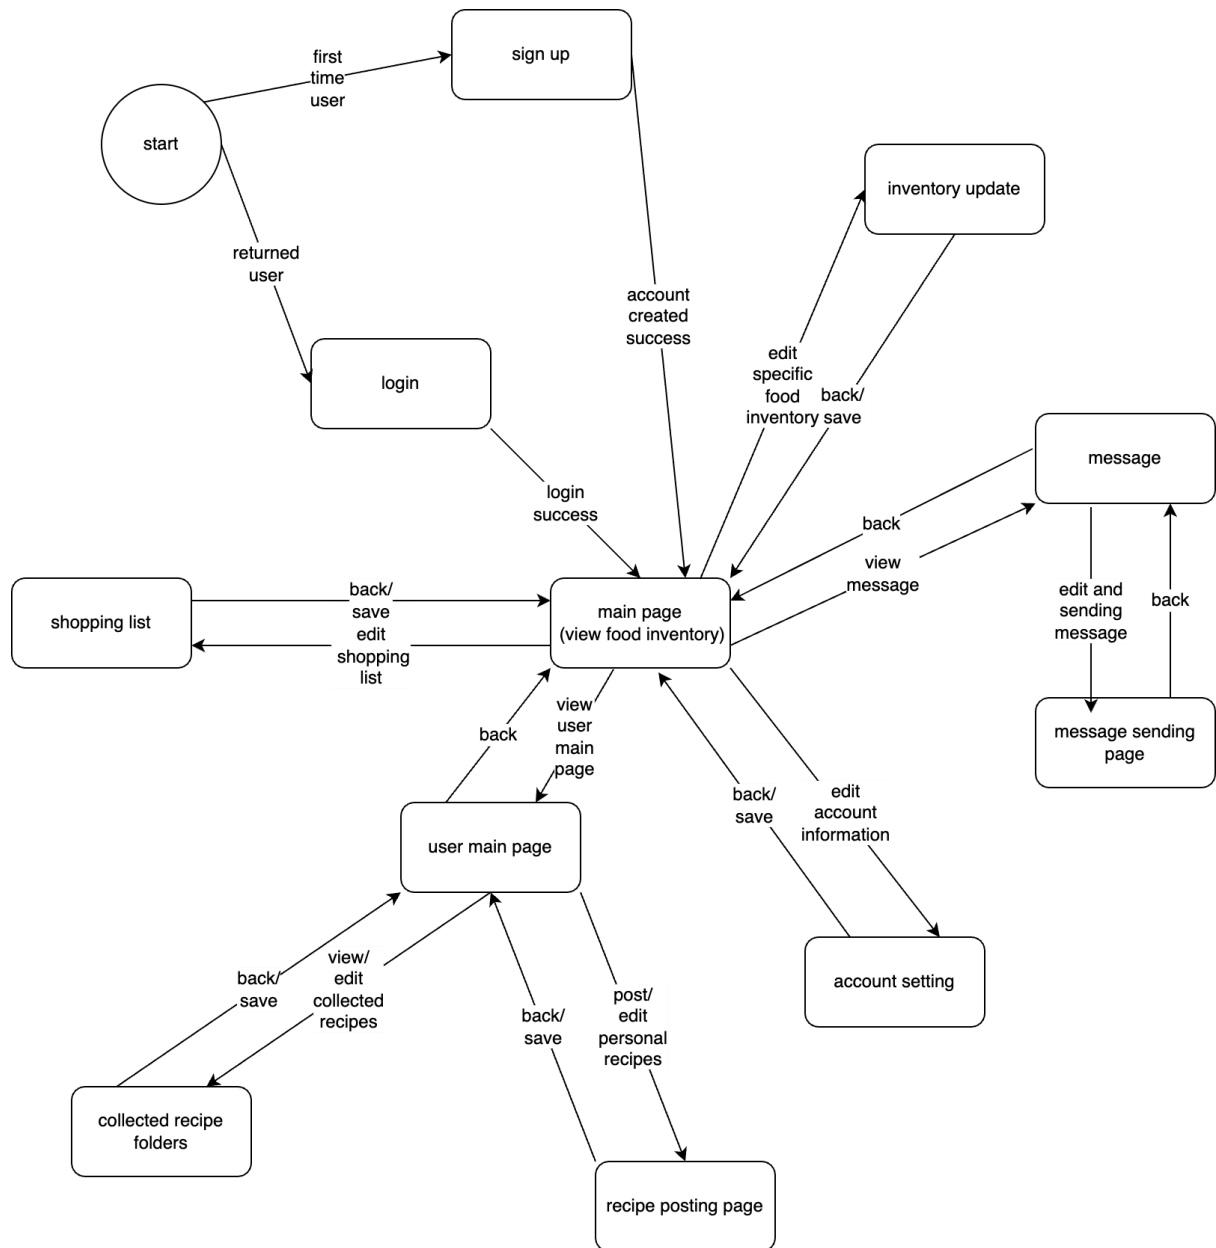 sign up
first
time
user
start
inventory update
returned
user
account
created
success
login
edit
specific
food
inventory
back/
save
message
login
success
back
view
message
edit and
sending
message
back
back/
save
edit
shopping
list
shopping list
main page
(view food inventory)
message sending
page
view
user
main
page
back
back/
save
edit
account
information
user main page
account setting
back/
save
view/
edit
collected
recipes
back/
save
post/
edit
personal
recipes
collected recipe
folders
recipe posting page